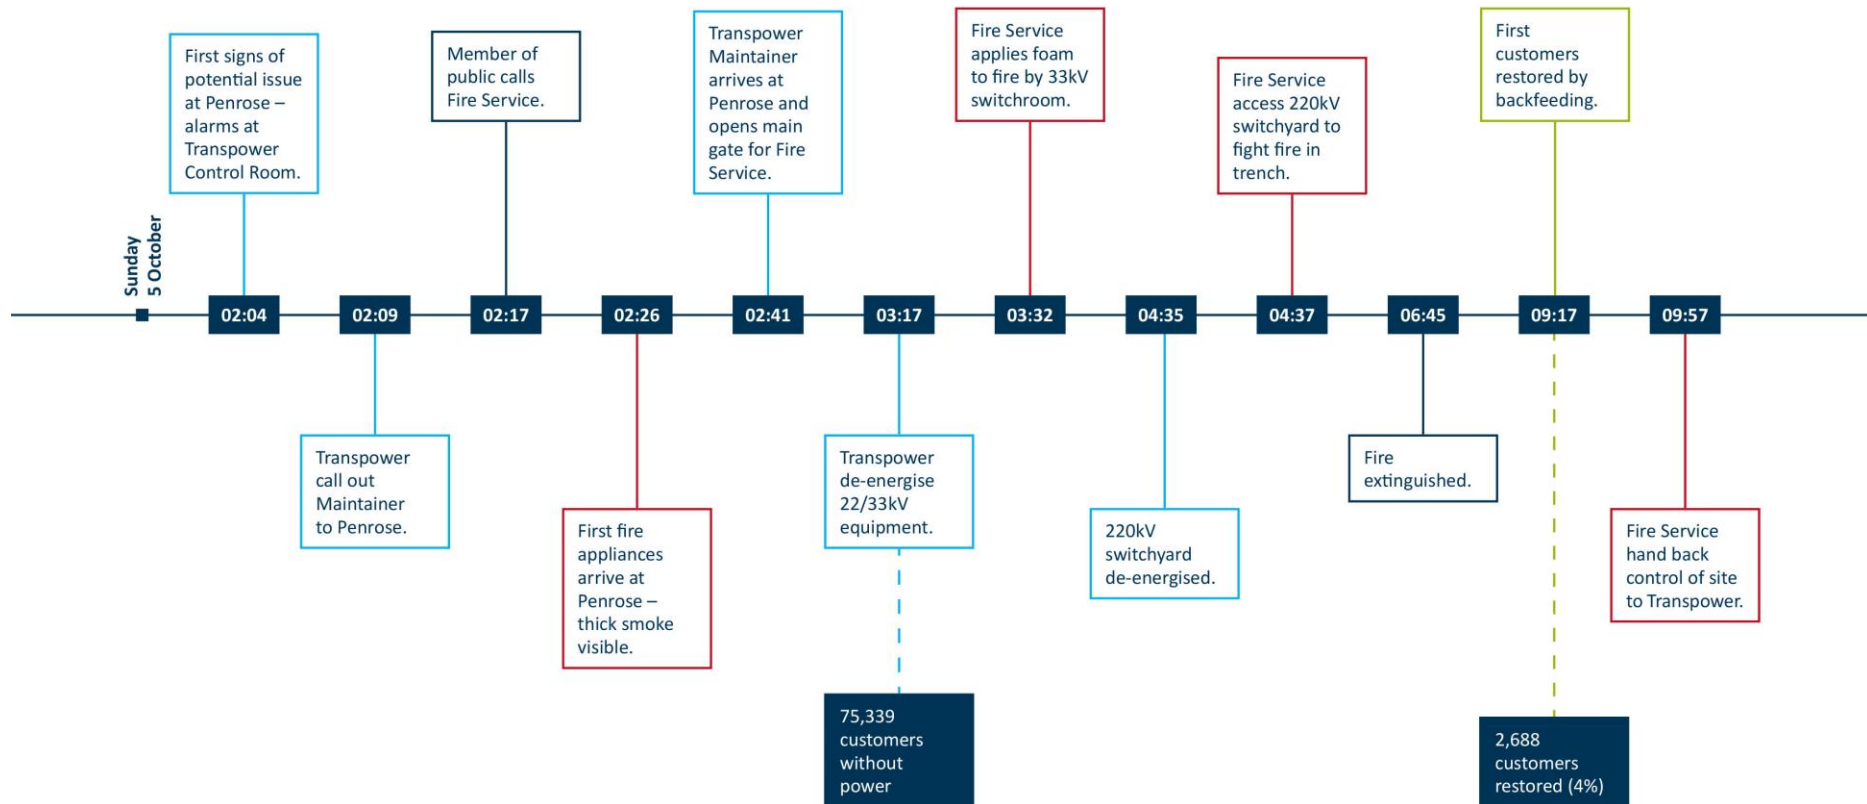 First signs of
potential issue
at Penrose –
alarms at
Transpower
Control Room.
Member of
public calls
Fire Service.
Transpower
Maintainer
arrives at
Penrose and
opens main
gate for Fire
Service.
Fire Service
applies foam
to fire by 33kV
switchroom.
Fire Service
access 220kV
switchyard to
fight fire in
trench.
First
customers
restored by
backfeeding.
Sunday
5 October
02:04
02:09
02:17
02:26
02:41
03:17
03:32
04:35
04:37
06:45
09:17
09:57
Transpower
call out
Maintainer
to Penrose.
First fire
appliances
arrive at
Penrose –
thick smoke
visible.
Transpower
de-energise
22/33kV
equipment.
220kV
switchyard
de-energised.
Fire
extinguished.
Fire Service
hand back
control of site
to Transpower.
75,339
customers
without
power
2,688
customers
restored (4%)